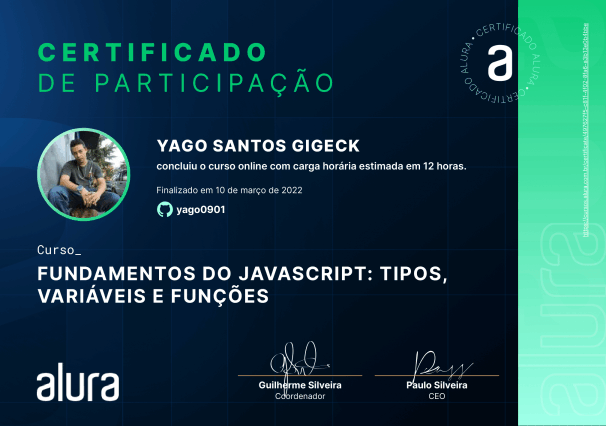 CERTIFICADO
DE PARTICIPAÇÃO
CERTIFICADO ALURA • CERTIFICADO ALURA •
a
YAGO SANTOS GIGECK
concluiu o curso online com carga horária estimada em 12 horas.
Finalizado em 10 de março de 2022
yago0901
Curso_
FUNDAMENTOS DO JAVASCRIPT: TIPOS,
VARIÁVEIS E FUNÇÕES
alura
Guilherme Silveira
Coordenador
Paulo Silveira
CEO
alura